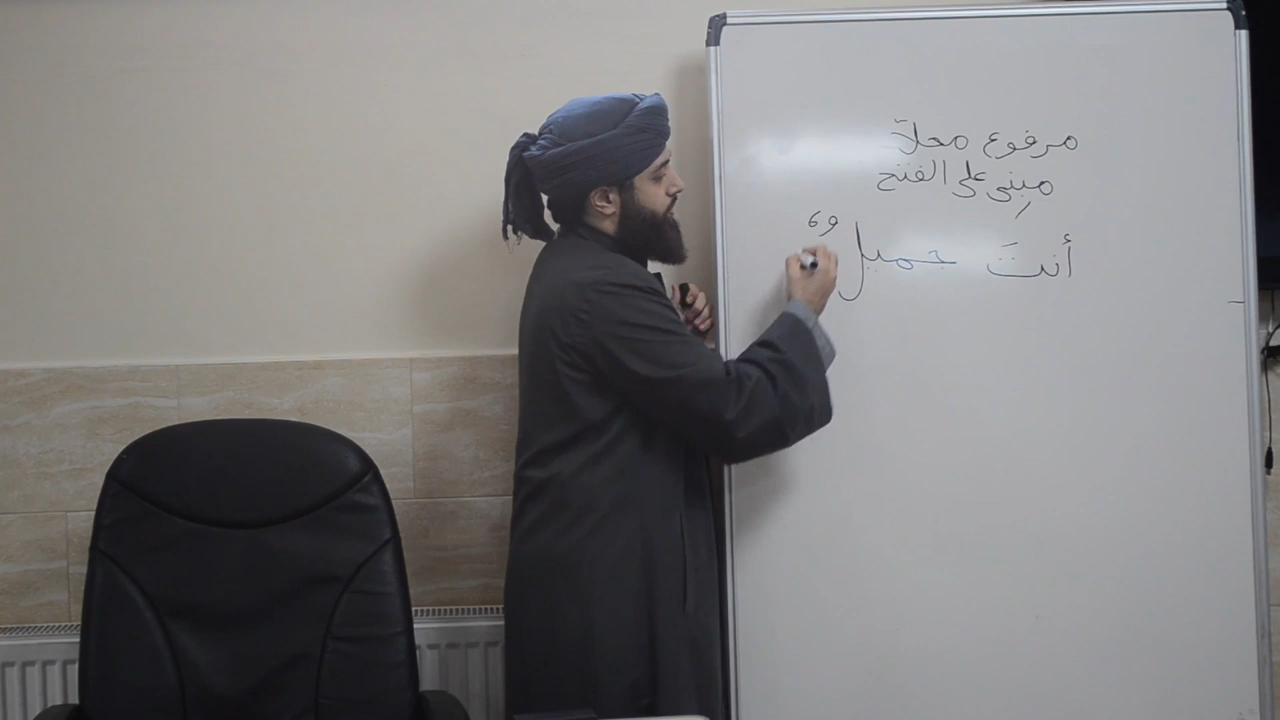 مرفوع محلاّ
مبني على الفتح
أنتَ جميلٌ